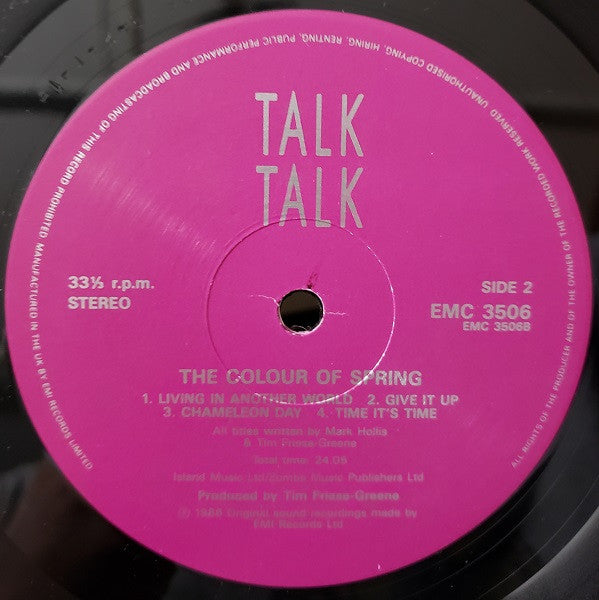 TALK
TALK
33⅓ r.p.m.
STEREO
SIDE 2
EMC 3506
EMC 3506B
THE COLOUR OF SPRING
1. LIVING IN ANOTHER WORLD 2. GIVE IT UP
3. CHAMELEON DAY 4. TIME IT'S TIME
All titles written by Mark Hollis
& Tim Friese-Greene
Total time: 24.05
Island Music Ltd/Zomba Music Publishers Ltd
Produced by Tim Friese-Greene
Ⓟ 1986 Original sound recordings made by
EMI Records Ltd
ALL RIGHTS OF THE PRODUCER AND OF THE OWNER OF THE RECORDED WORK RESERVED UNAUTHORISED COPYING, HIRING, RENTING, PUBLIC PERFORMANCE AND BROADCASTING OF THIS RECORD PROHIBITED MANUFACTURED IN THE UK BY EMI RECORDS LIMITED